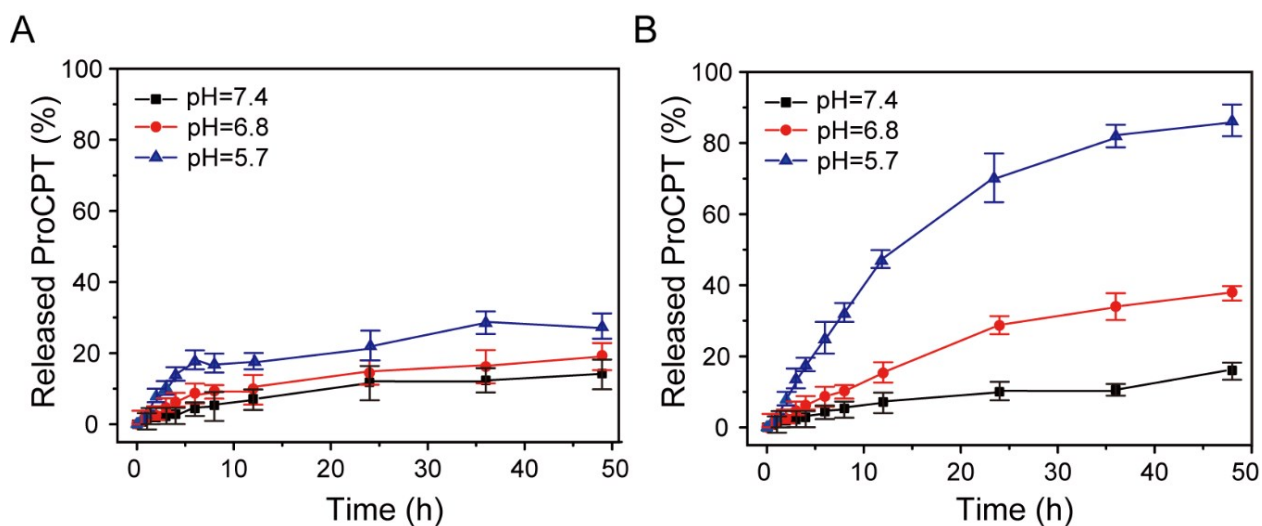 A
Released ProCPT (%)
100
80
60
40
20
0
pH=7.4
pH=6.8
pH=5.7
0 10 20 30 40 50
Time (h)
B
Released ProCPT (%)
100
80
60
40
20
0
pH=7.4
pH=6.8
pH=5.7
0 10 20 30 40 50
Time (h)